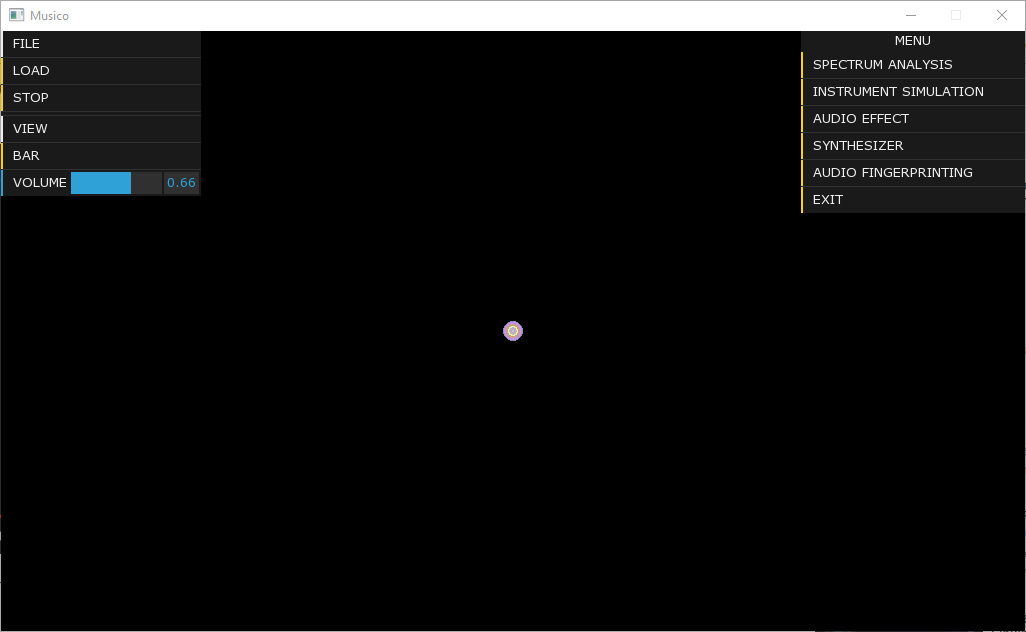 Musico
FILE
LOAD
STOP
VIEW
BAR
VOLUME 0.66
MENU
SPECTRUM ANALYSIS
INSTRUMENT SIMULATION
AUDIO EFFECT
SYNTHESIZER
AUDIO FINGERPRINTING
EXIT